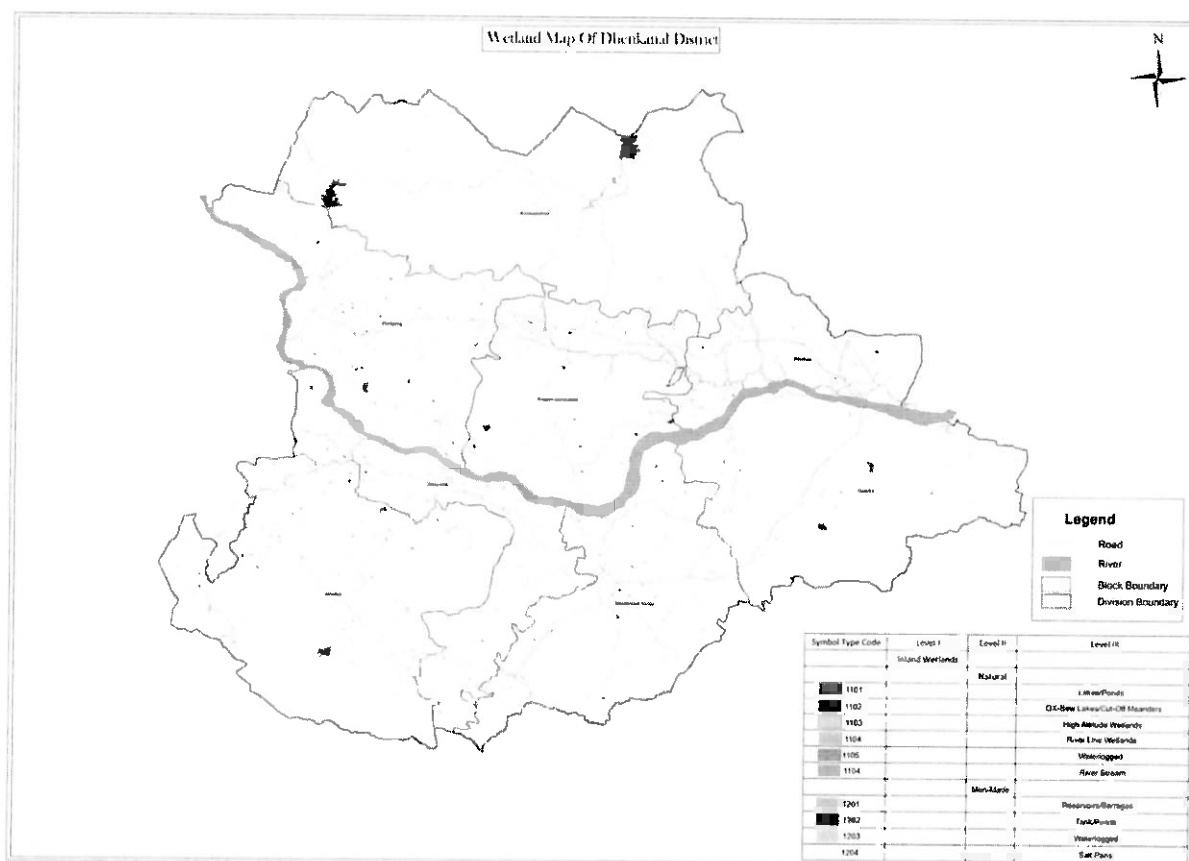 Wetland Map Of Dhenkanal District
N
Legend
Road
River
Block Boundary
Division Boundary
Symbol Type Code Level I Level II Level III
Inland Wetlands
Natural
1101 Lakes/Ponds
1102 OX-Bow Lakes/Cut-Off Meanders
1103 High Altitude Wetlands
1104 River Line Wetlands
1105 Waterlogged
1104 River Stream
Man-Made
1201 Reservoirs/Barrages
1202 Tank/Ponds
1203 Waterlogged
1204 Salt Pans